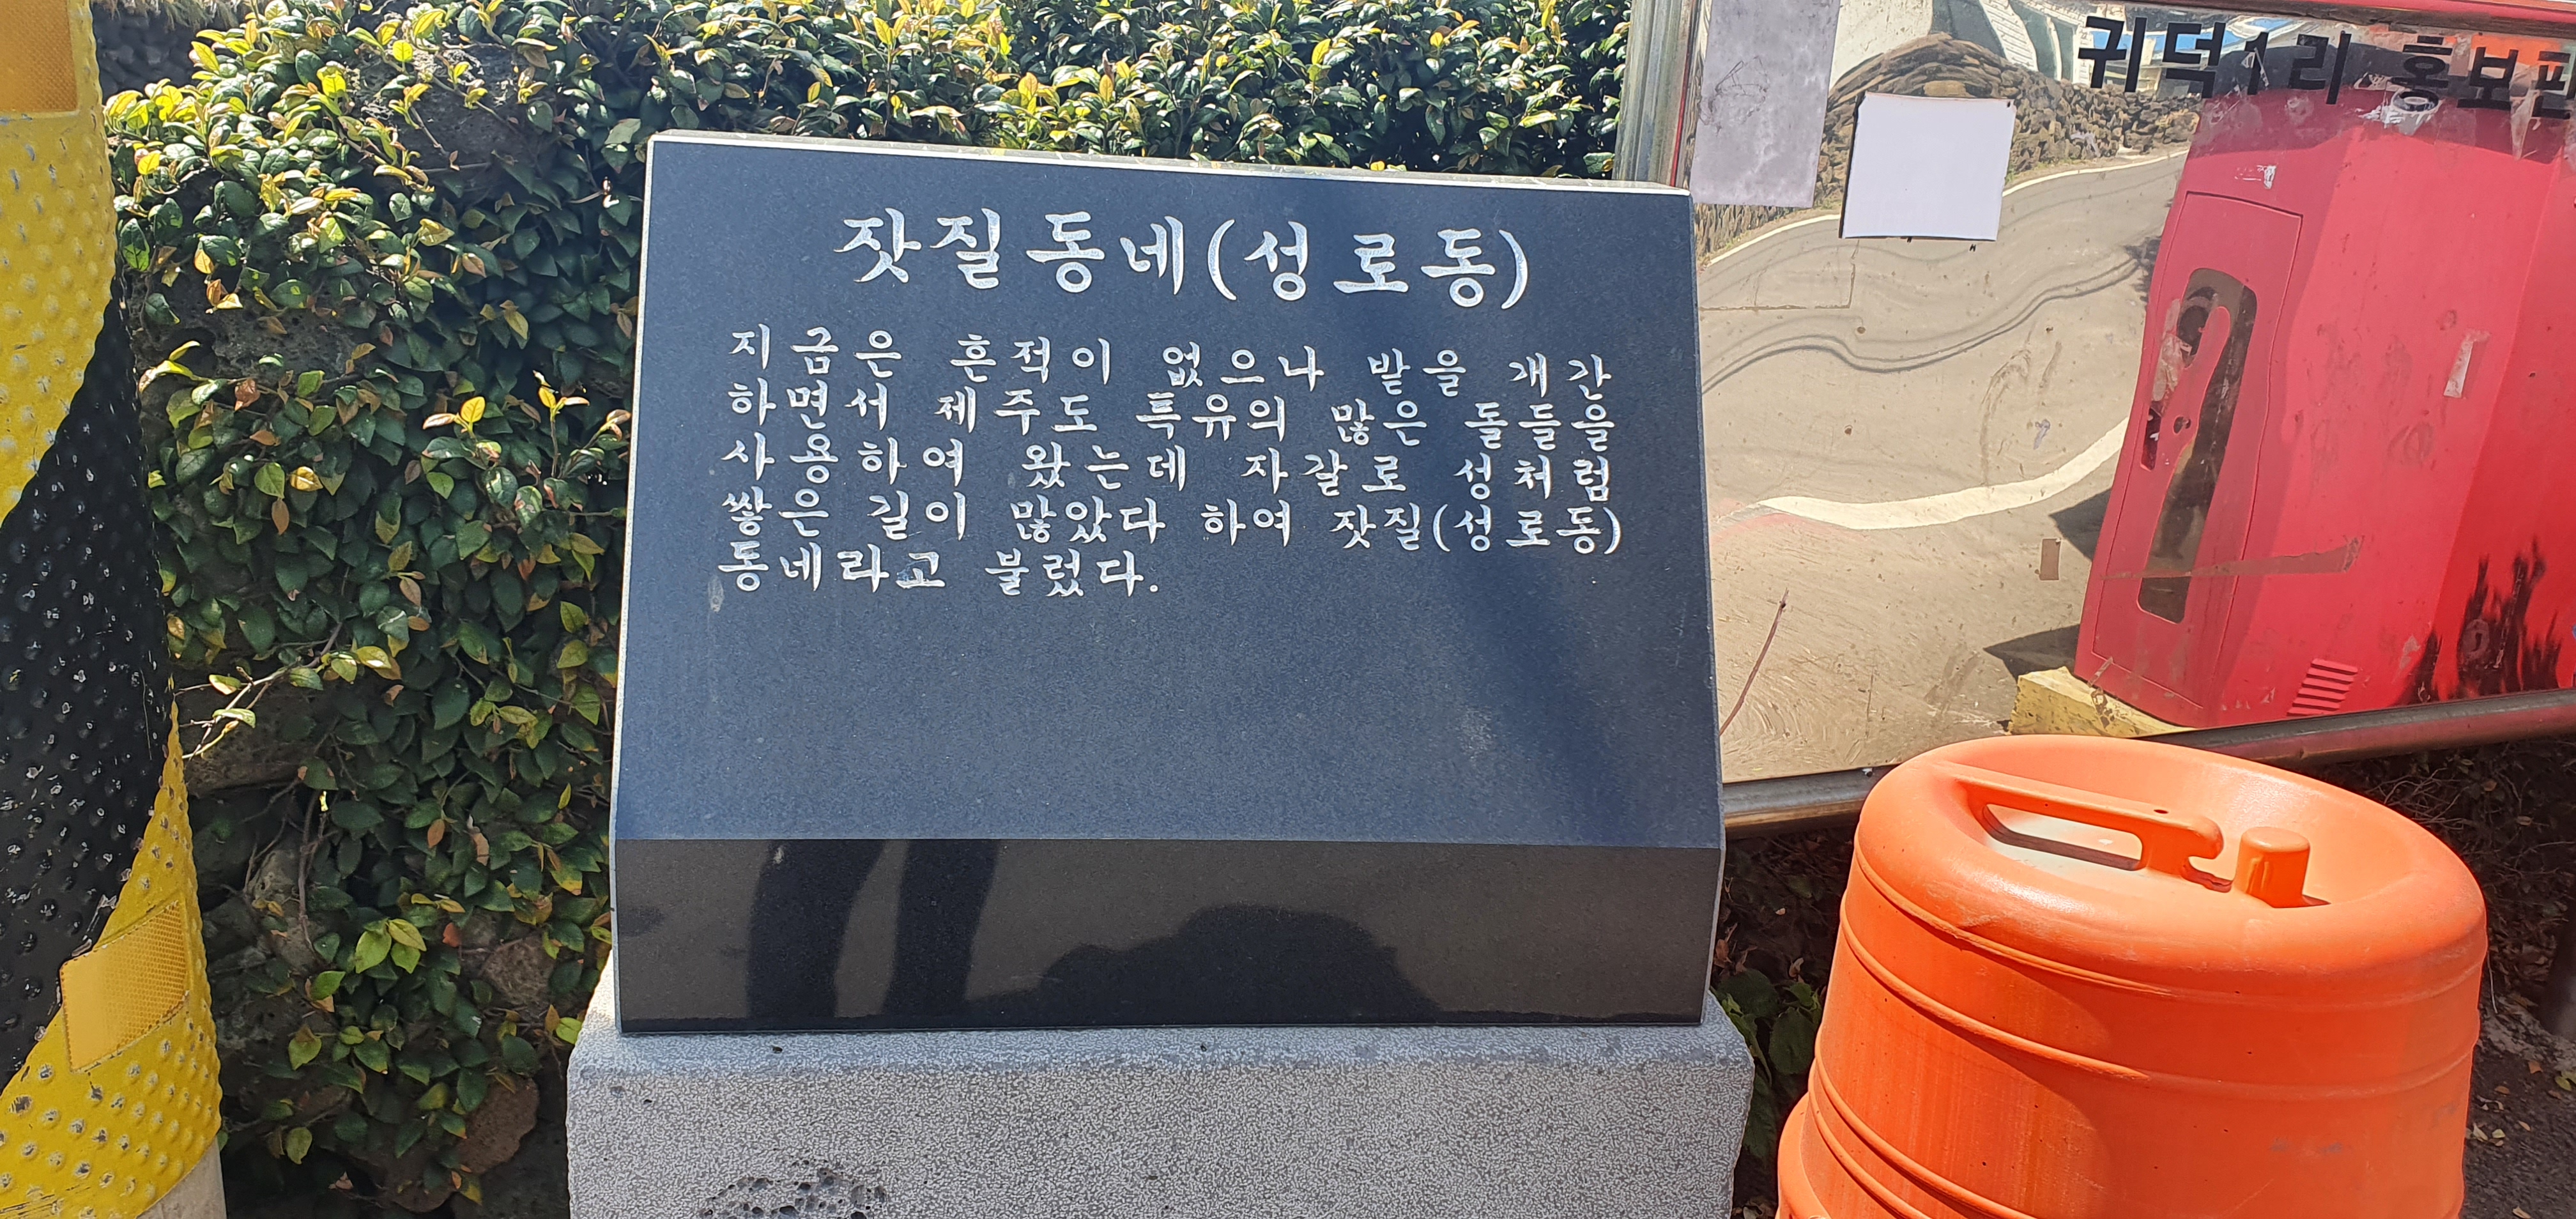 잣질동네(성로동)
지금은 흔적이 없으나 밭을 개간
하면서 제주도 특유의 많은 돌들을
사용하여 왔는데 자갈로 성처럼
쌓은 길이 많았다 하여 잣질(성로동)
동네라고 불렀다.
귀덕1리 홍보판